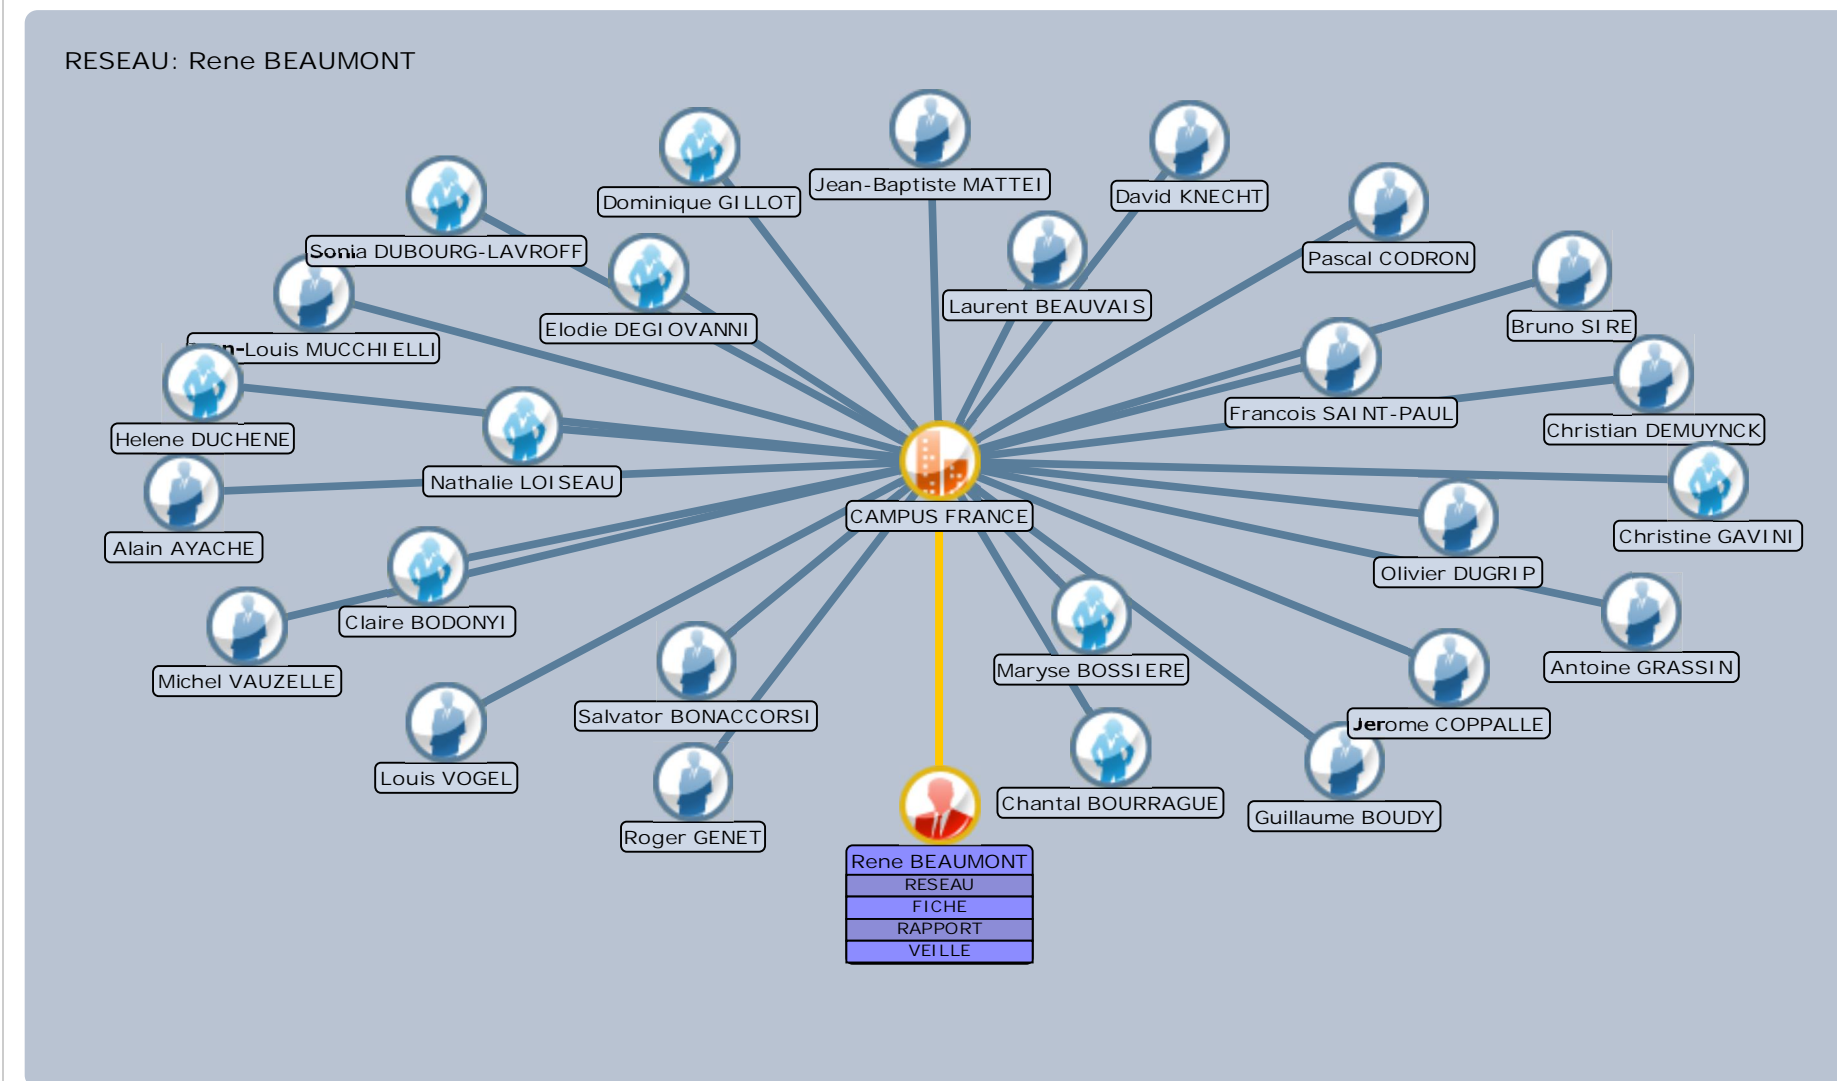 RESEAU: Rene BEAUMONT
Jean-Baptiste MATTEI
David KNECHT
Dominique GILLOT
Sonia DUBOURG-LAVROFF
Pascal CODRON
Laurent BEAUVAIS
Elodie DEGIOVANNI
Bruno SIRE
-Louis MUCCHIELLI
Francois SAINT-PAUL
Christian DEMUYNCK
Helene DUCHENE
Nathalie LOISEAU
CAMPUS FRANCE
Christine GAVINI
Alain AYACHE
Olivier DUGRIP
Claire BODONYI
Antoine GRASSIN
Maryse BOSSIERE
Michel VAUZELLE
Salvator BONACCORSI
Jerome COPPALLE
Louis VOGEL
Chantal BOURRAGUE
Guillaume BOUDY
Roger GENET
Rene BEAUMONT
RESEAU
FICHE
RAPPORT
VEILLE